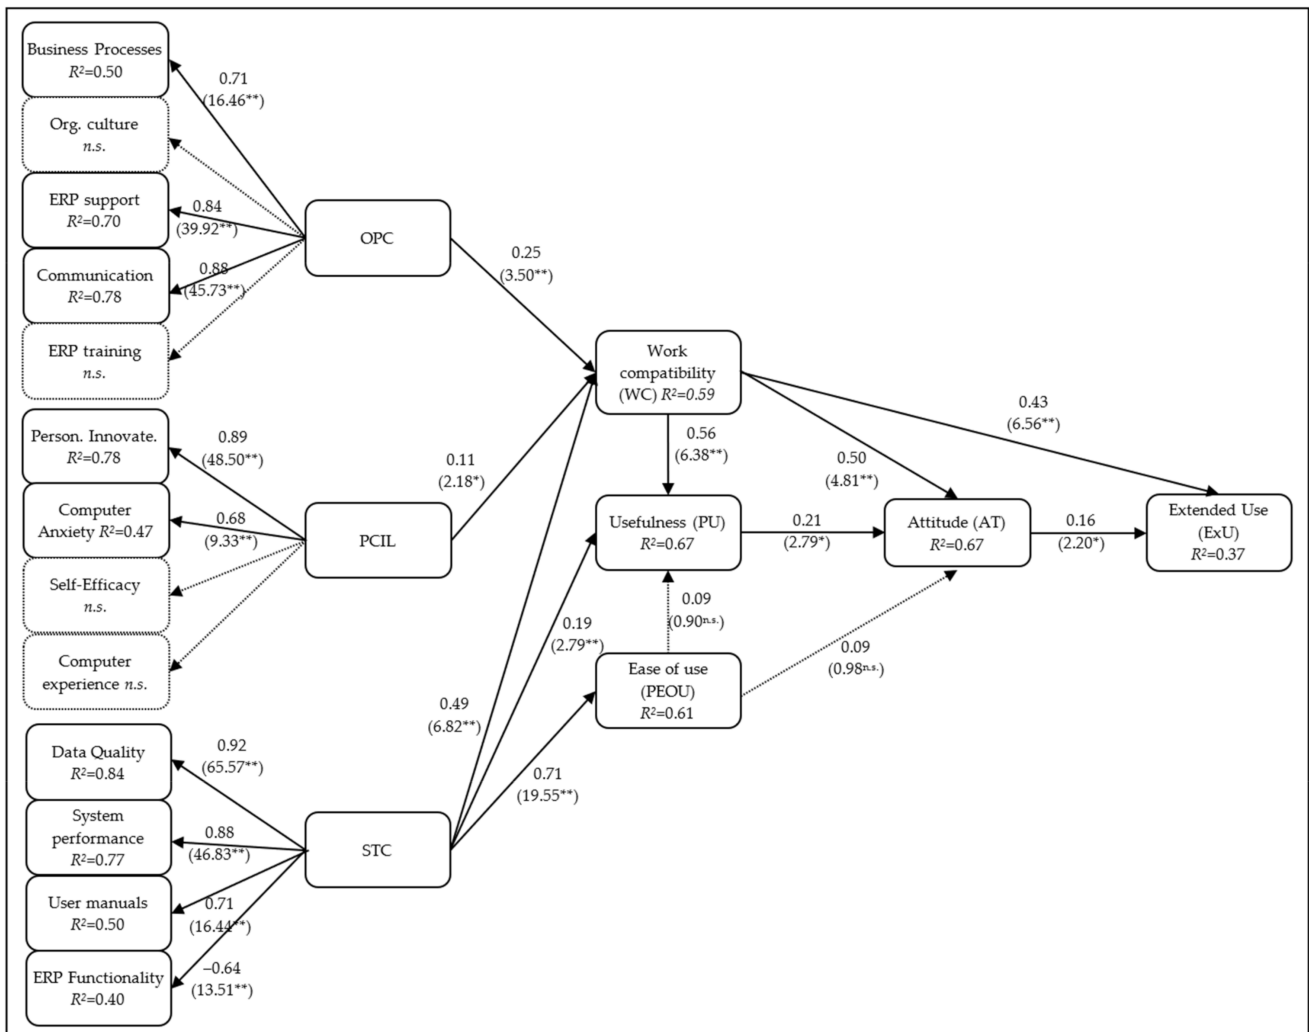 Business Processes
R²=0.50
0.71
(16.46**)
Org. culture
n.s.
ERP support
R²=0.70
0.84
(39.92**)
Communication
R²=0.78
0.88
(45.73**)
ERP training
n.s.
OPC
0.25
(3.50**)
Person. Innovate.
R²=0.78
0.89
(48.50**)
Computer
Anxiety R²=0.47
0.68
(9.33**)
Self-Efficacy
n.s.
Computer
experience n.s.
PCIL
0.11
(2.18*)
Data Quality
R²=0.84
0.92
(65.57**)
System
performance
R²=0.77
0.88
(46.83**)
User manuals
R²=0.50
0.71
(16.44**)
ERP Functionality
R²=0.40
–0.64
(13.51**)
STC
0.49
(6.82**)
0.19
(2.79**)
0.71
(19.55**)
Work
compatibility
(WC) R²=0.59
0.56
(6.38**)
Usefulness (PU)
R²=0.67
0.09
(0.90n.s.)
Ease of use
(PEOU)
R²=0.61
0.43
(6.56**)
0.50
(4.81**)
0.21
(2.79*)
0.09
(0.98n.s.)
Attitude (AT)
R²=0.67
0.16
(2.20*)
Extended Use
(ExU)
R²=0.37